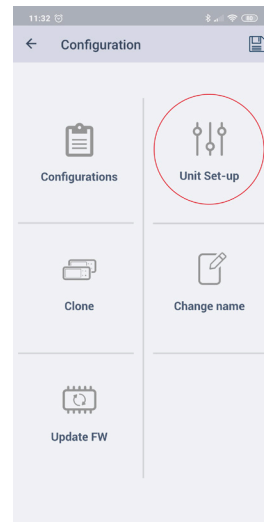 11:32
Configuration
Configurations
Unit Set-up
Clone
Change name
Update FW